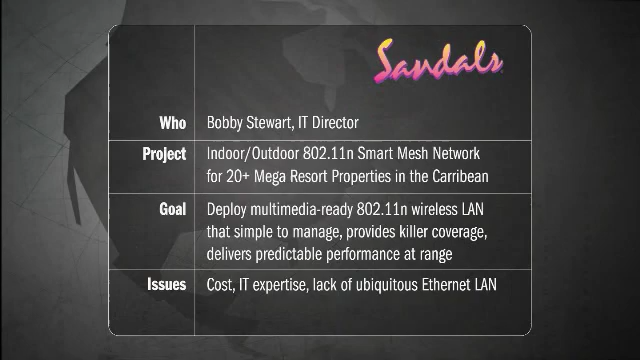 Sandals
Who Bobby Stewart, IT Director
Project Indoor/Outdoor 802.11n Smart Mesh Network
for 20+ Mega Resort Properties in the Carribean
Goal Deploy multimedia-ready 802.11n wireless LAN
that simple to manage, provides killer coverage,
delivers predictable performance at range
Issues Cost, IT expertise, lack of ubiquitous Ethernet LAN